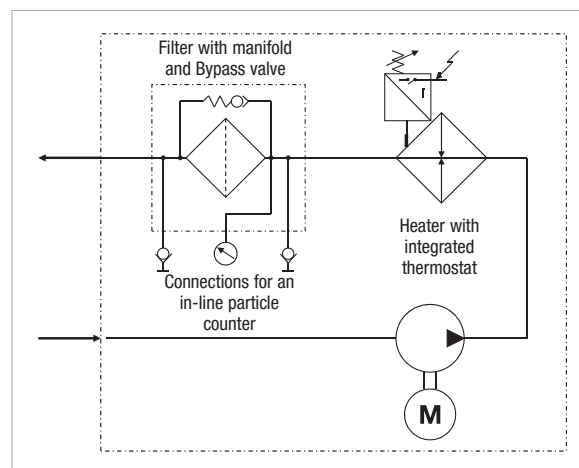 Filter with manifold
and Bypass valve
Heater with
integrated
thermostat
Connections for an
in-line particle
counter
M